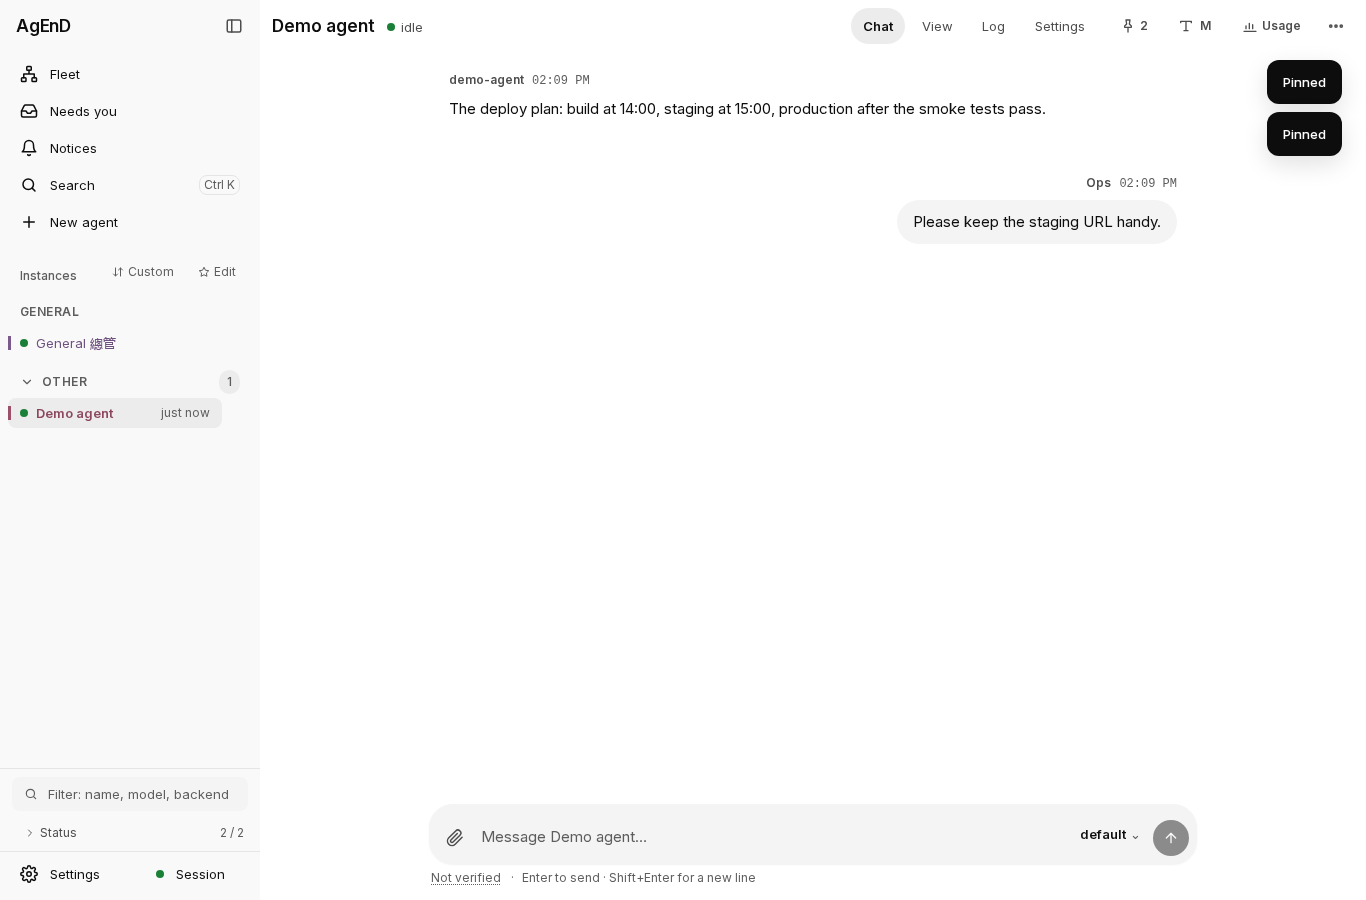 AgEnD
Fleet
Needs you
Notices
Search
Ctrl K
New agent
Instances
Custom
Edit
GENERAL
General 總管
OTHER
1
Demo agent
just now
Filter: name, model, backend
Status
2 / 2
Settings
Session
Demo agent
idle
Chat
View
Log
Settings
2
M
Usage
Pinned
Pinned
demo-agent 02:09 PM
The deploy plan: build at 14:00, staging at 15:00, production after the smoke tests pass.
Ops 02:09 PM
Please keep the staging URL handy.
Message Demo agent...
default
Not verified · Enter to send · Shift+Enter for a new line